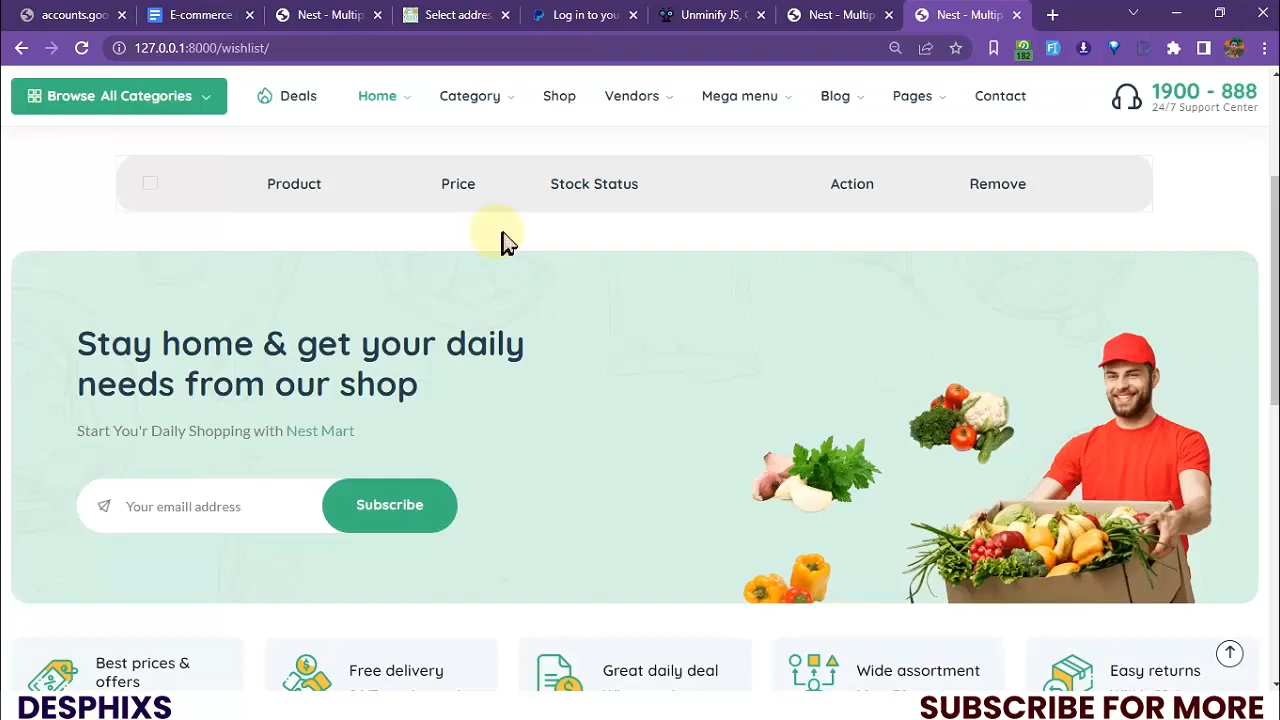 accounts.goo
E-commerce
Nest - Multip
Select addres
Log in to you
Unminify JS, C
Nest - Multip
Nest - Multip
127.0.0.1:8000/wishlist/
182
Browse All Categories
Deals
Home
Category
Shop
Vendors
Mega menu
Blog
Pages
Contact
1900 - 888
24/7 Support Center
Product Price Stock Status Action Remove
Stay home & get your daily
needs from our shop
Start You'r Daily Shopping with Nest Mart
Your emaill address
Subscribe
Best prices &
offers
Free delivery
Great daily deal
Wide assortment
Easy returns
DESPHIXS
SUBSCRIBE FOR MORE